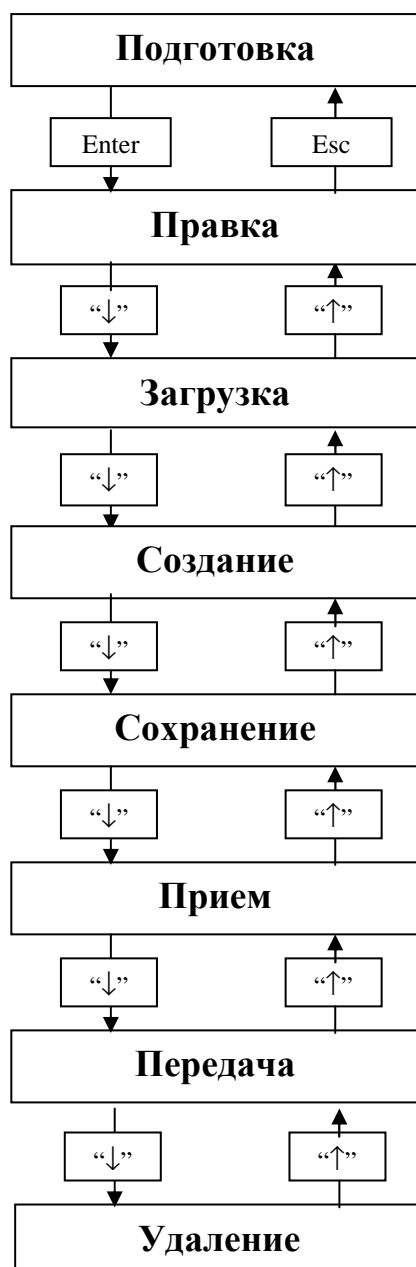 Подготовка
Enter Esc
Правка
“↓” “↑”
Загрузка
“↓” “↑”
Создание
“↓” “↑”
Сохранение
“↓” “↑”
Прием
“↓” “↑”
Передача
“↓” “↑”
Удаление